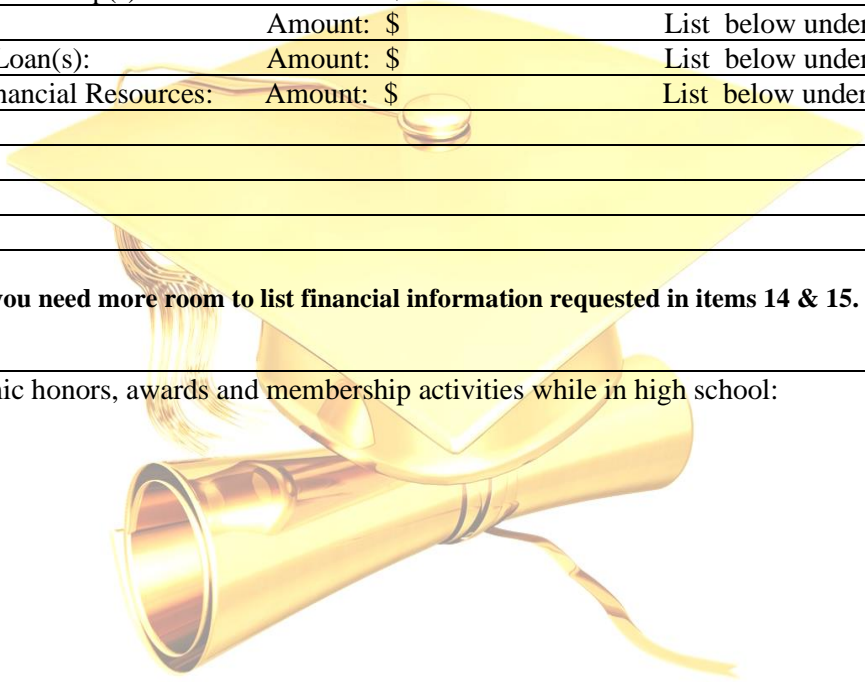 Amount: $ List below under
Loan(s): Amount: $ List below under
nancial Resources: Amount: $ List below under
you need more room to list financial information requested in items 14 & 15.
nic honors, awards and membership activities while in high school: